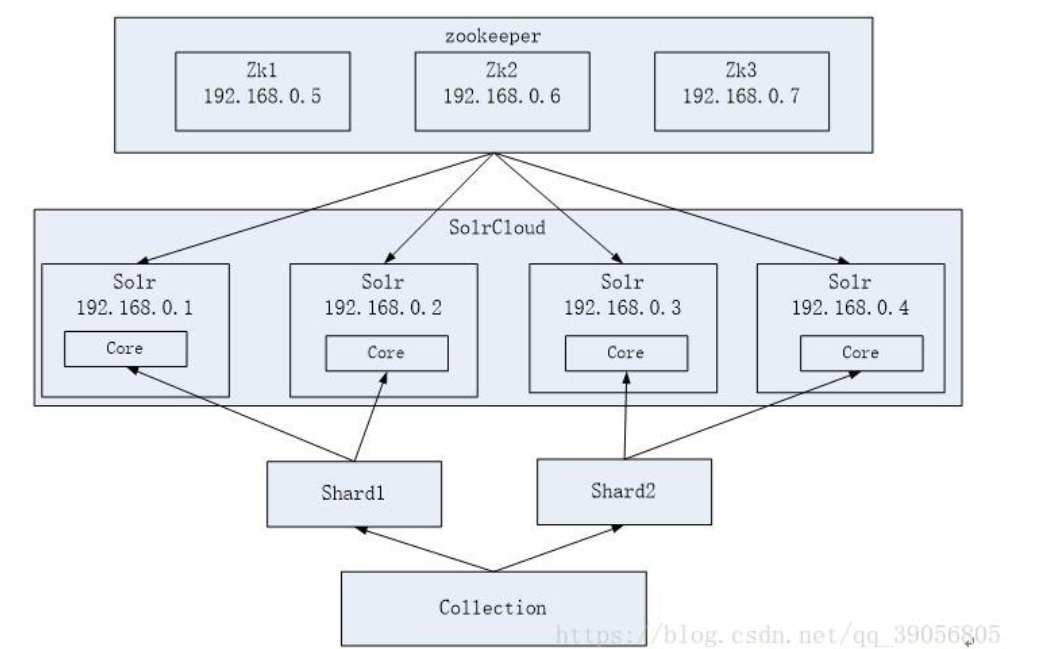 zookeeper
Zk1
192.168.0.5
Zk2
192.168.0.6
Zk3
192.168.0.7
SolrCloud
Solr
192.168.0.1
Core
Solr
192.168.0.2
Core
Solr
192.168.0.3
Core
Solr
192.168.0.4
Core
Shard1
Shard2
Collection
https://blog.csdn.net/qq_39056805